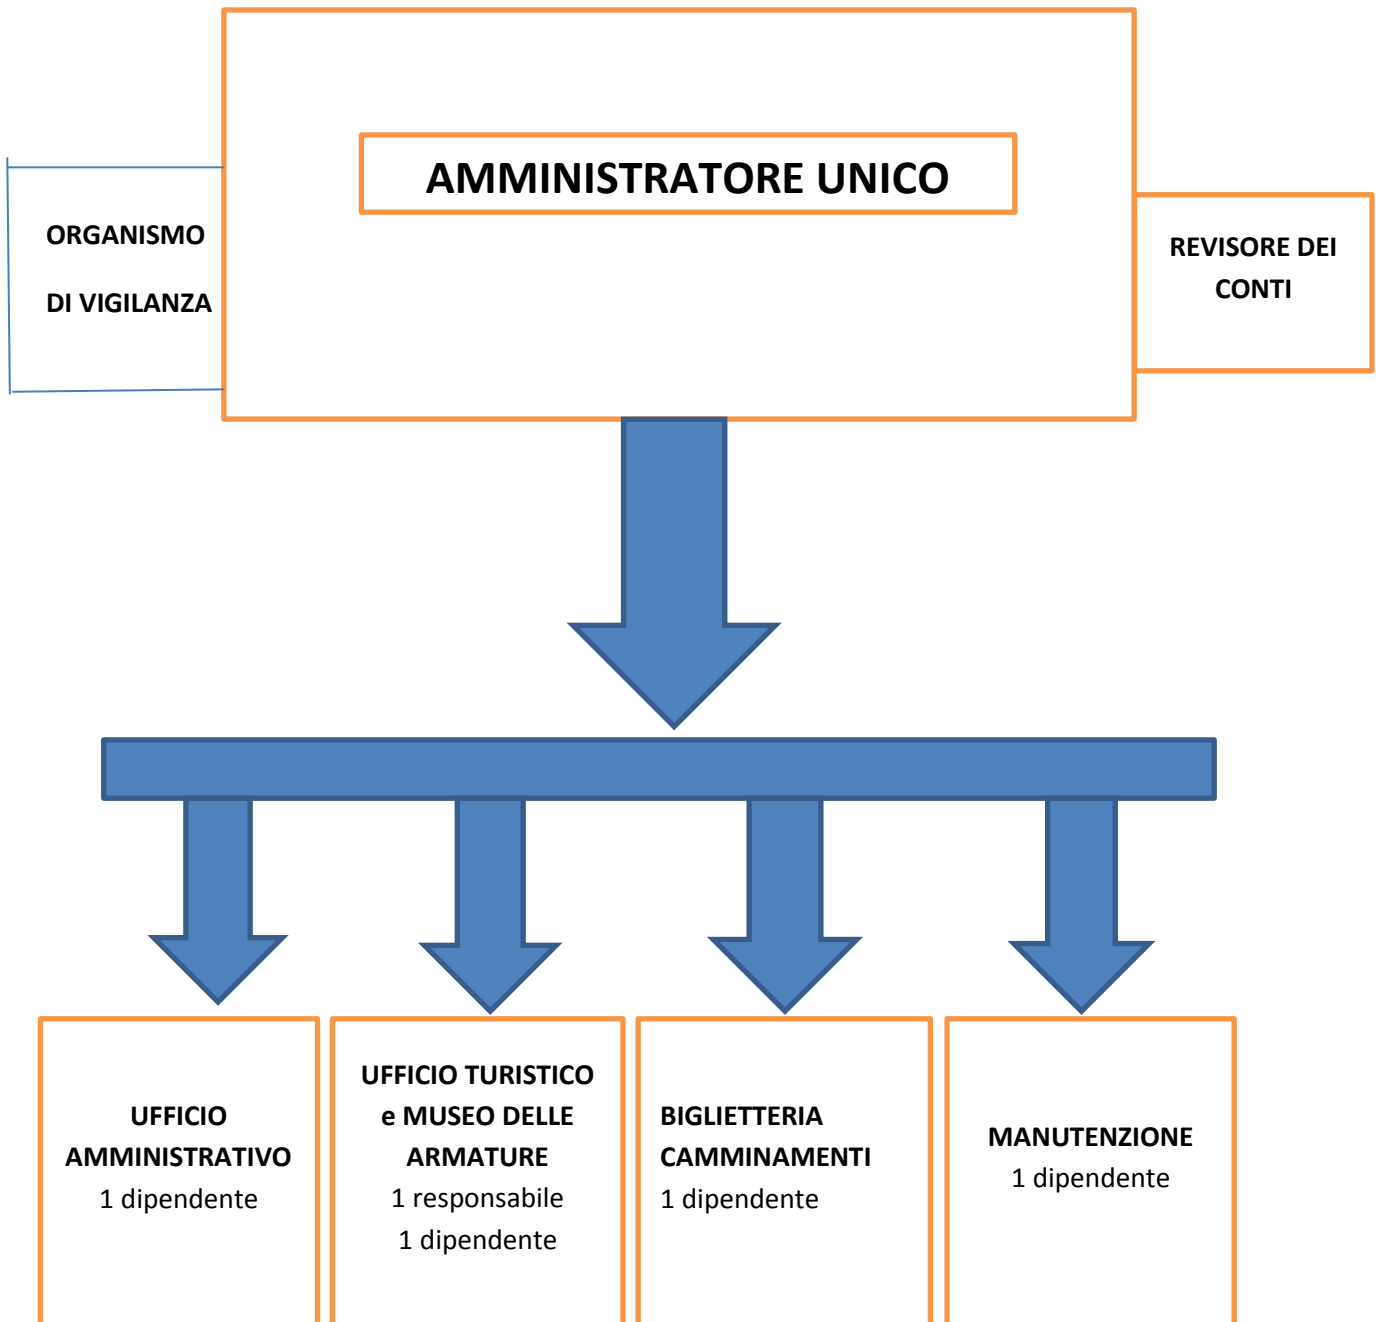 AMMINISTRATORE UNICO
ORGANISMO
DI VIGILANZA
REVISORE DEI
CONTI
UFFICIO
AMMINISTRATIVO
1 dipendente
UFFICIO TURISTICO
e MUSEO DELLE
ARMATURE
1 responsabile
1 dipendente
BIGLIETTERIA
CAMMINAMENTI
1 dipendente
MANUTENZIONE
1 dipendente